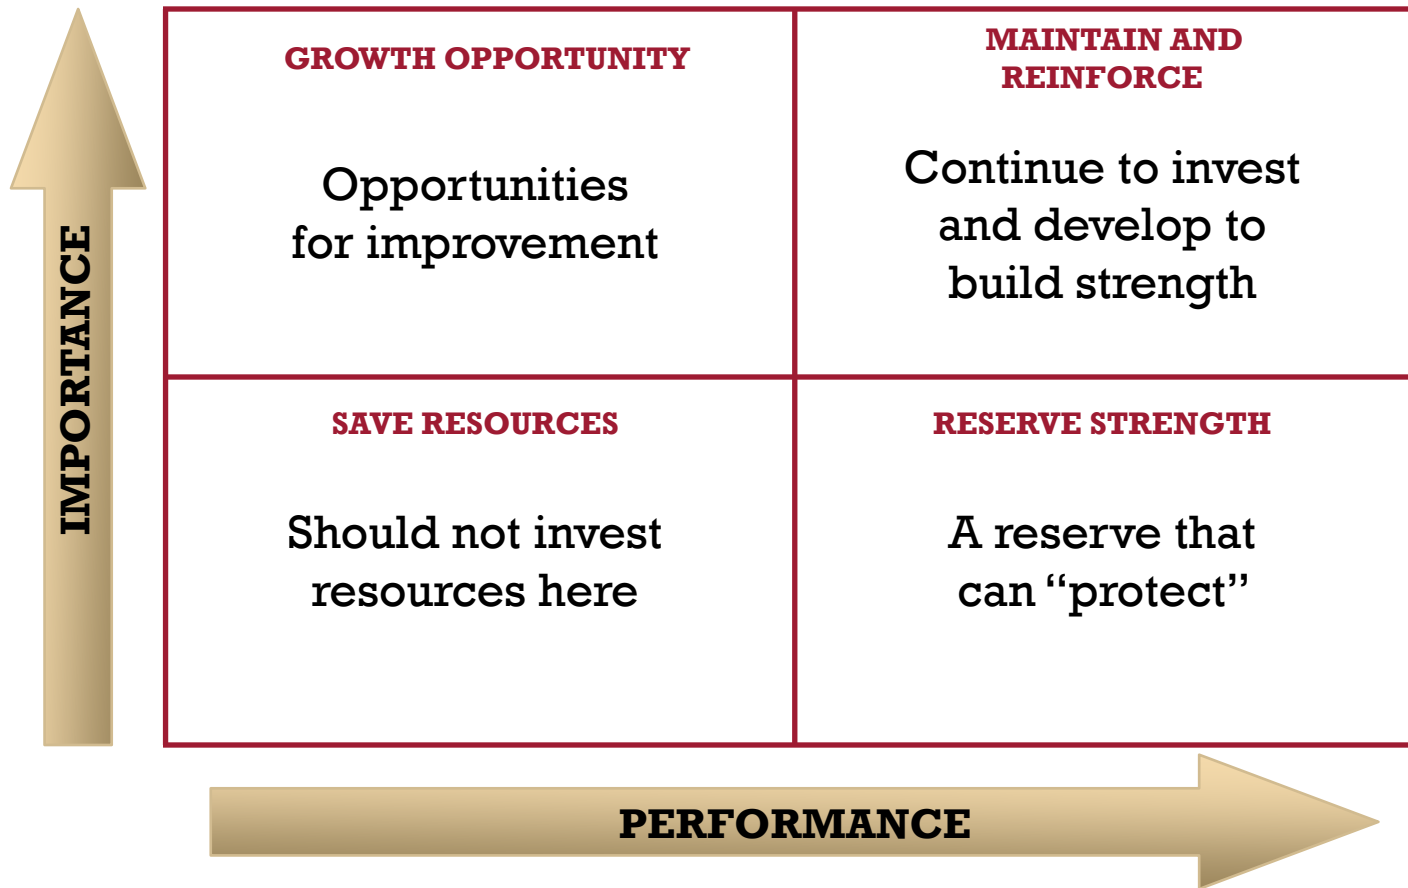 GROWTH OPPORTUNITY
Opportunities
for improvement
MAINTAIN AND
REINFORCE
Continue to invest
and develop to
build strength
IMPORTANCE
SAVE RESOURCES
Should not invest
resources here
RESERVE STRENGTH
A reserve that
can “protect”
PERFORMANCE